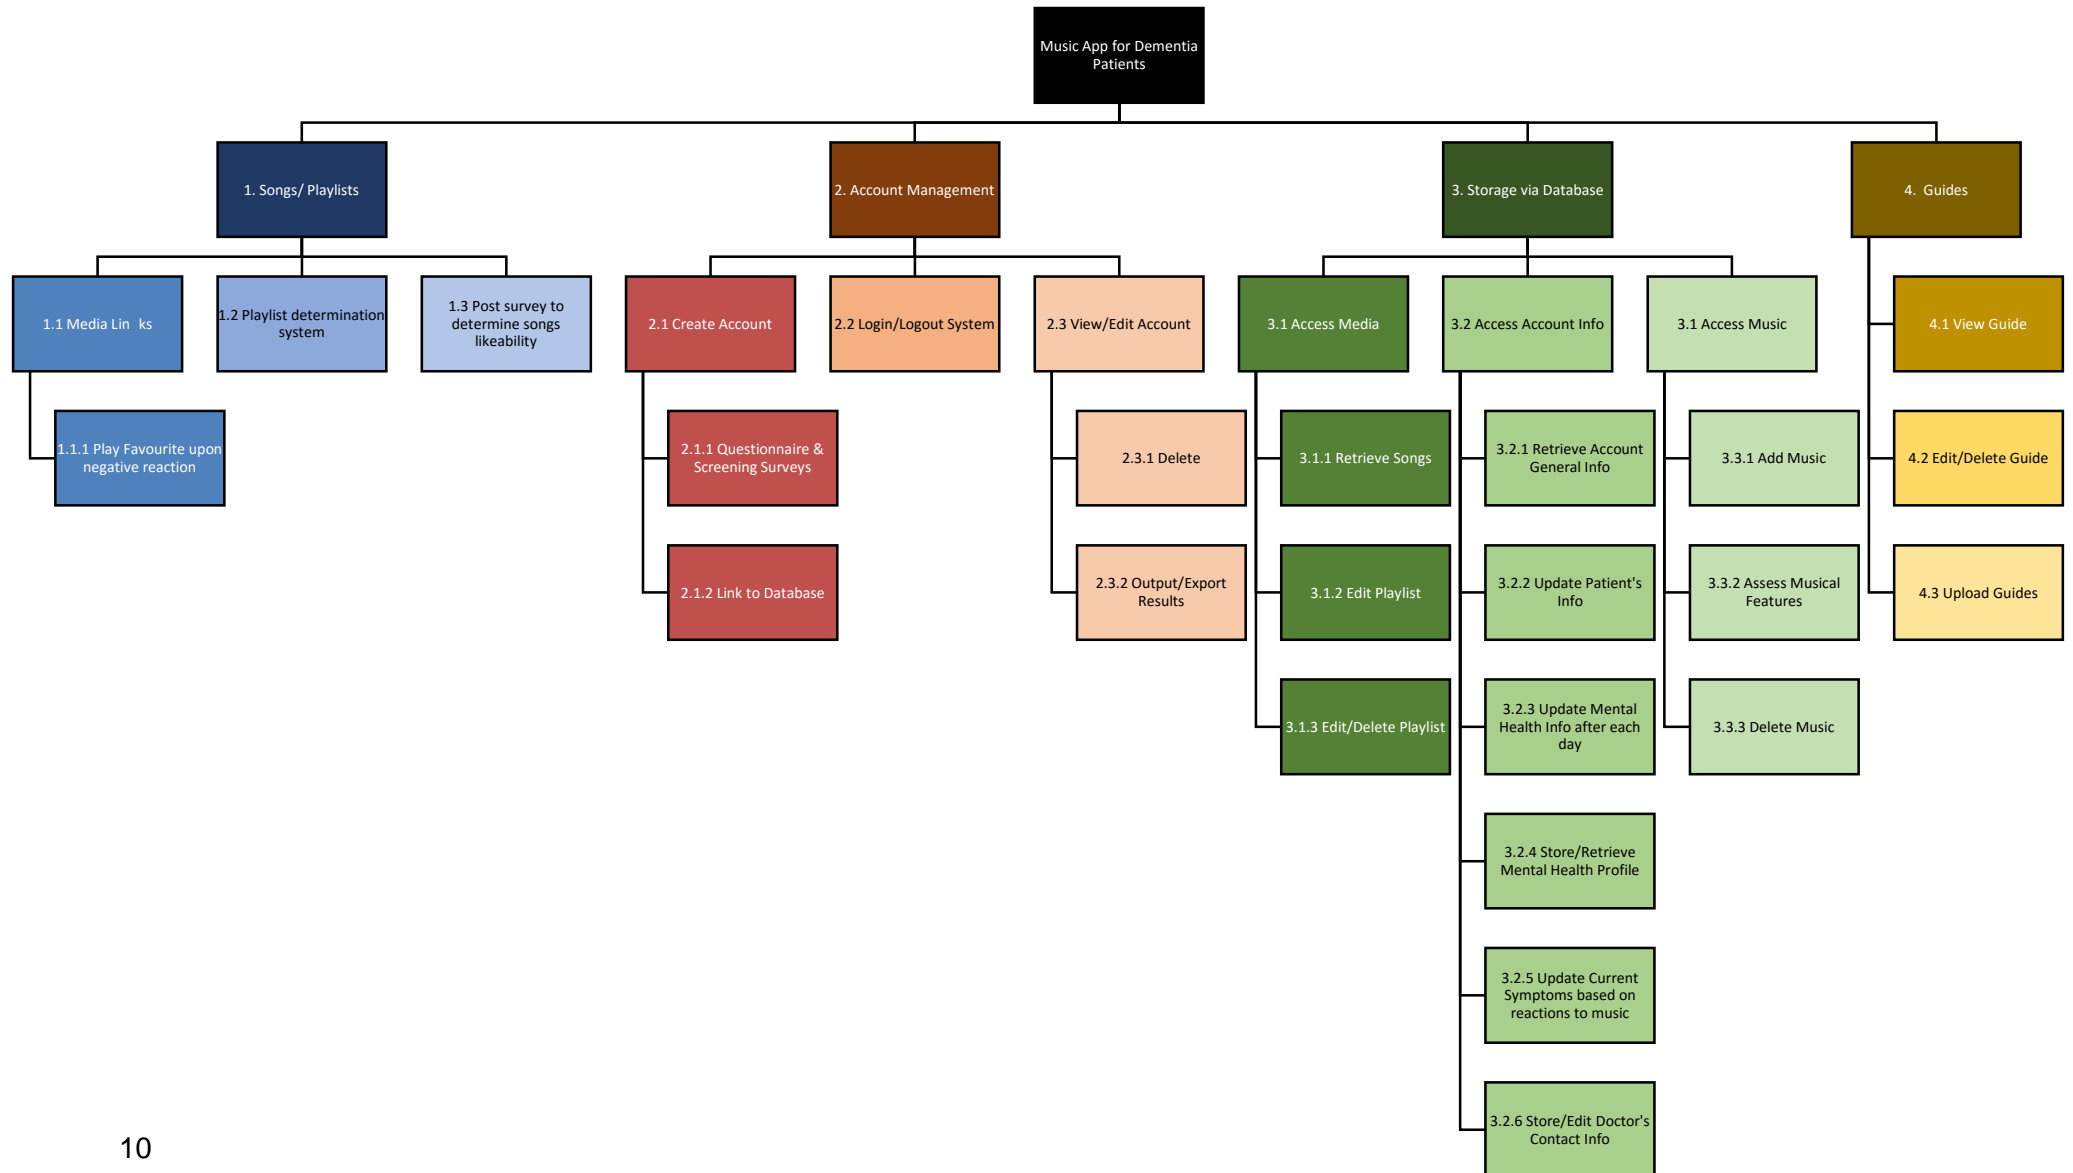 Music App for Dementia
Patients
1. Songs/ Playlists
2. Account Management
3. Storage via Database
4.  Guides
1.1 Media Lin  ks
1.2 Playlist determination
system
1.3 Post survey to
determine songs
likeability
2.1 Create Account
2.2 Login/Logout System
2.3 View/Edit Account
3.1 Access Media
3.2 Access Account Info
3.1 Access Music
4.1 View Guide
1.1.1 Play Favourite upon
negative reaction
2.1.1 Questionnaire &
Screening Surveys
2.3.1 Delete
3.1.1 Retrieve Songs
3.2.1 Retrieve Account
General Info
3.3.1 Add Music
4.2 Edit/Delete Guide
2.1.2 Link to Database
2.3.2 Output/Export
Results
3.1.2 Edit Playlist
3.2.2 Update Patient's
Info
3.3.2 Assess Musical
Features
4.3 Upload Guides
3.1.3 Edit/Delete Playlist
3.2.3 Update Mental
Health Info after each
day
3.3.3 Delete Music
3.2.4 Store/Retrieve
Mental Health Profile
3.2.5 Update Current
Symptoms based on
reactions to music
3.2.6 Store/Edit Doctor's
Contact Info
10